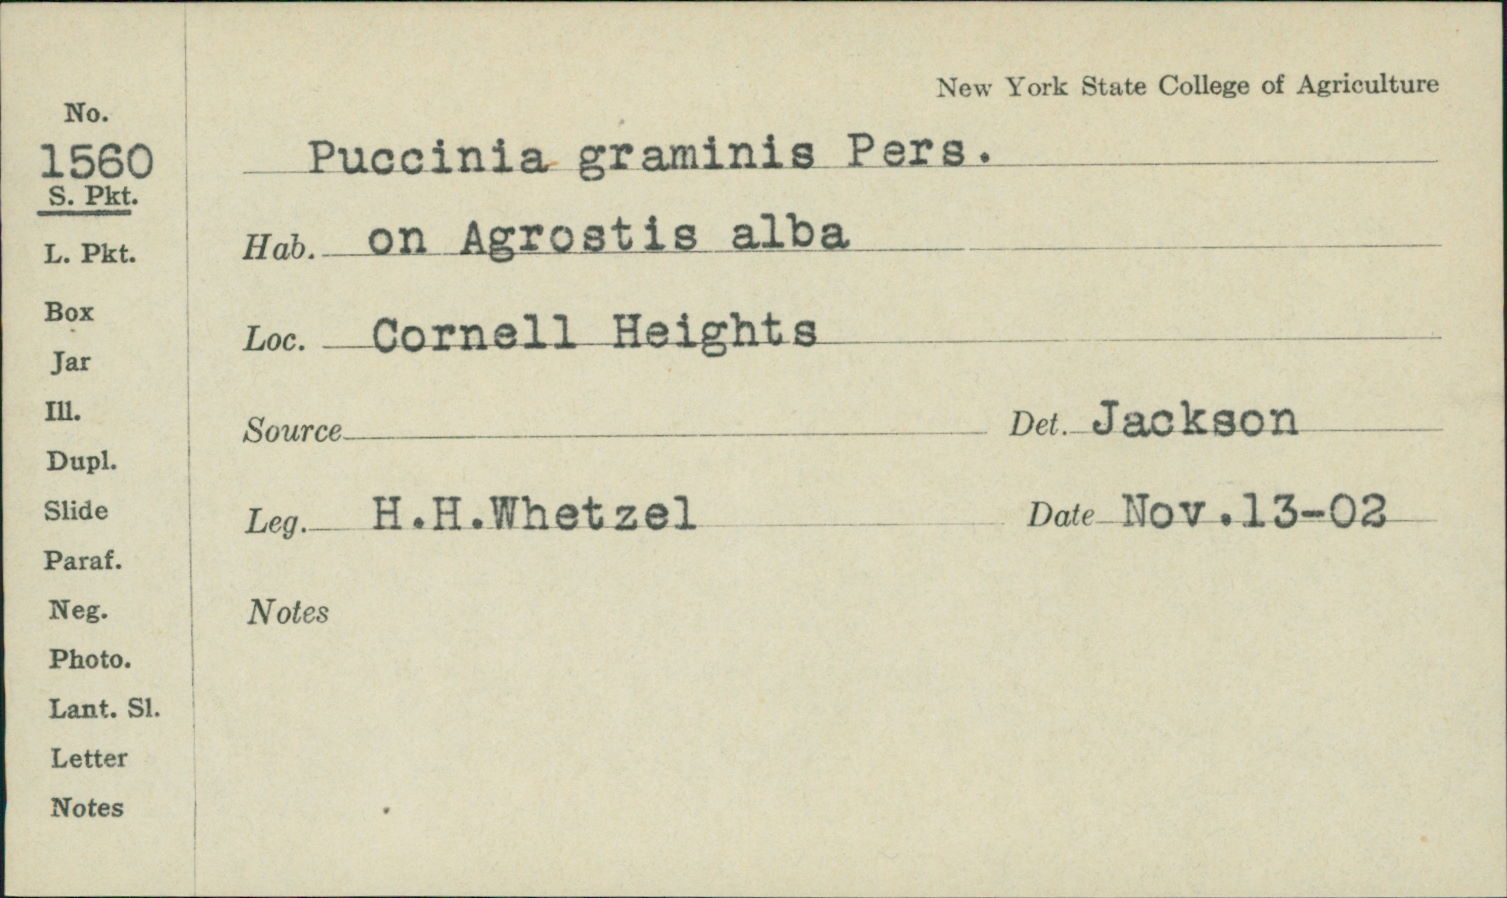 New York State College of Agriculture
No.
1560
S. Pkt.
L. Pkt.
Box
Jar
Ill.
Dupl.
Slide
Paraf.
Neg.
Photo.
Lant. Sl.
Letter
Notes
Puccinia graminis Pers.
Hab. on Agrostis alba
Loc. Cornell Heights
Source Det. Jackson
Leg. H.H.Whetzel Date Nov.13-02
Notes